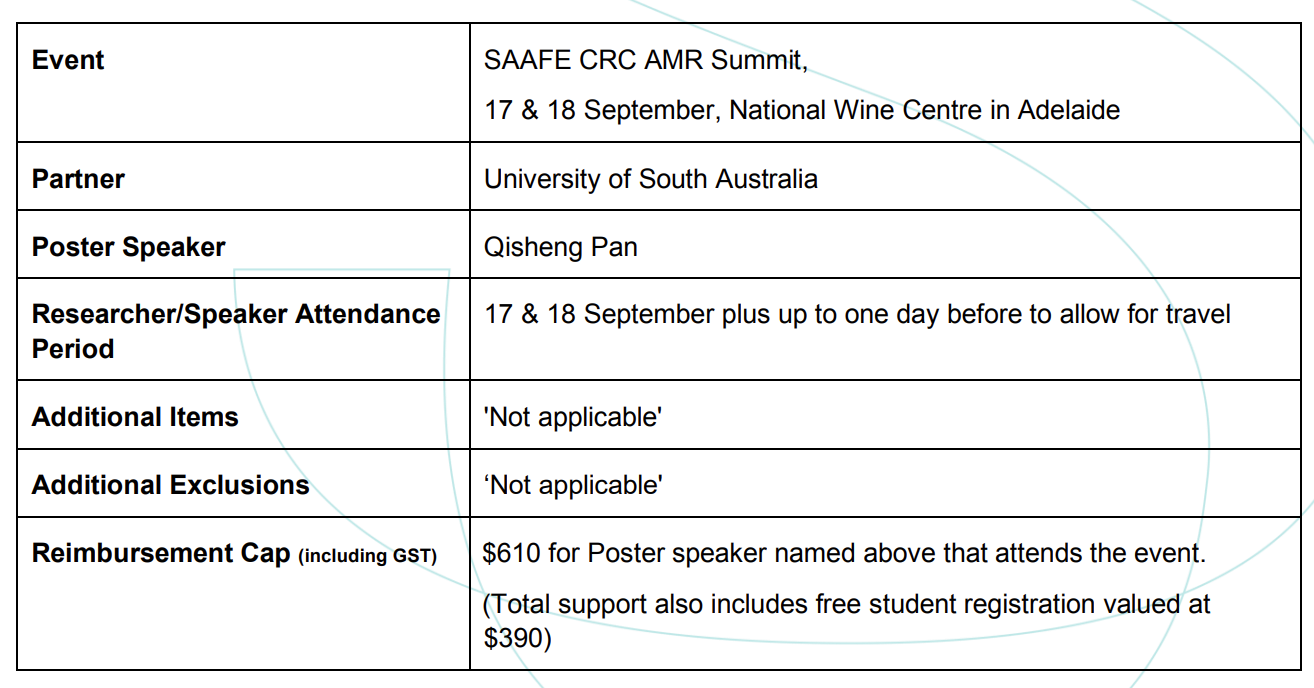 Event
SAAFE CRC AMR Summit,
17 & 18 September, National Wine Centre in Adelaide
Partner
University of South Australia
Poster Speaker
Qisheng Pan
Researcher/Speaker Attendance
Period
17 & 18 September plus up to one day before to allow for travel
Additional Items
'Not applicable'
Additional Exclusions
‘Not applicable'
Reimbursement Cap (including GST)
$610 for Poster speaker named above that attends the event.
(Total support also includes free student registration valued at
$390)